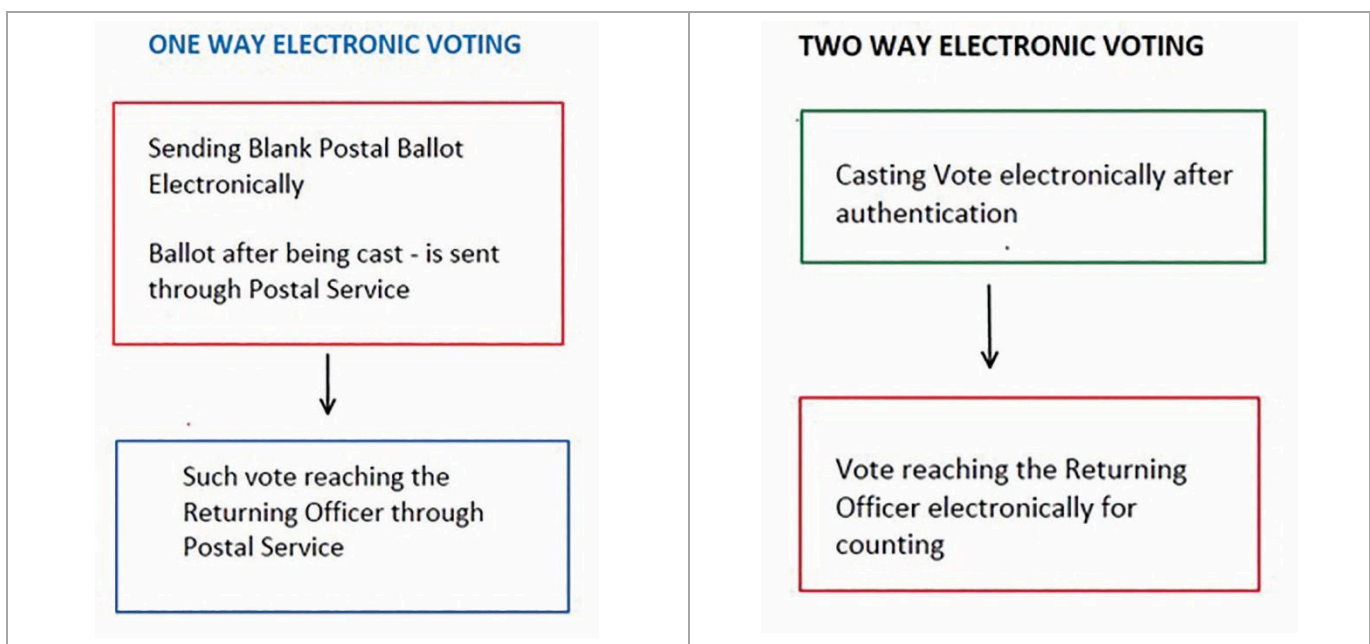 ONE WAY ELECTRONIC VOTING
Sending Blank Postal Ballot
Electronically
Ballot after being cast - is sent
through Postal Service
Such vote reaching the
Returning Officer through
Postal Service
TWO WAY ELECTRONIC VOTING
Casting Vote electronically after
authentication
Vote reaching the Returning
Officer electronically for
counting